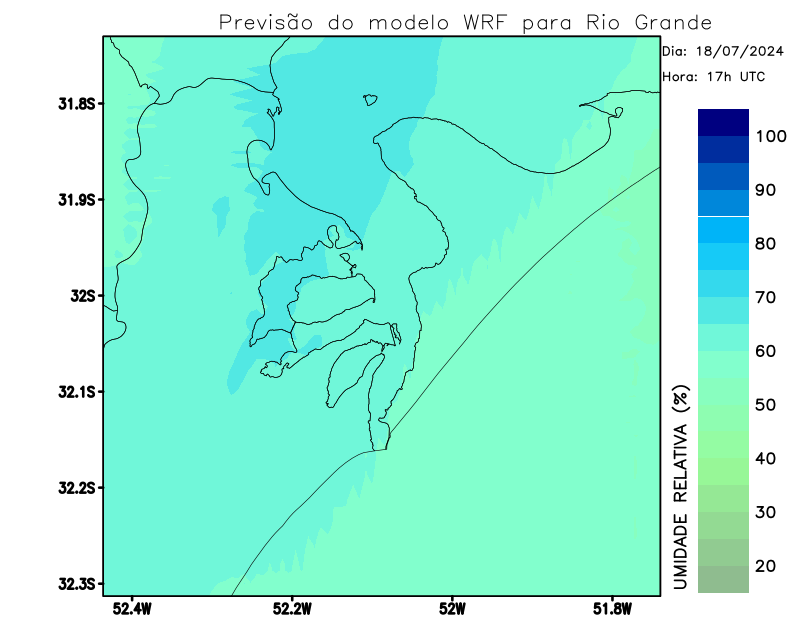 Previsão do modelo WRF para Rio Grande
Dia: 18/07/2024
Hora: 17h UTC
31.8S
31.9S
32S
32.1S
32.2S
32.3S
52.4W
52.2W
52W
51.8W
100
90
80
70
60
50
40
30
20
UMIDADE RELATIVA (%)